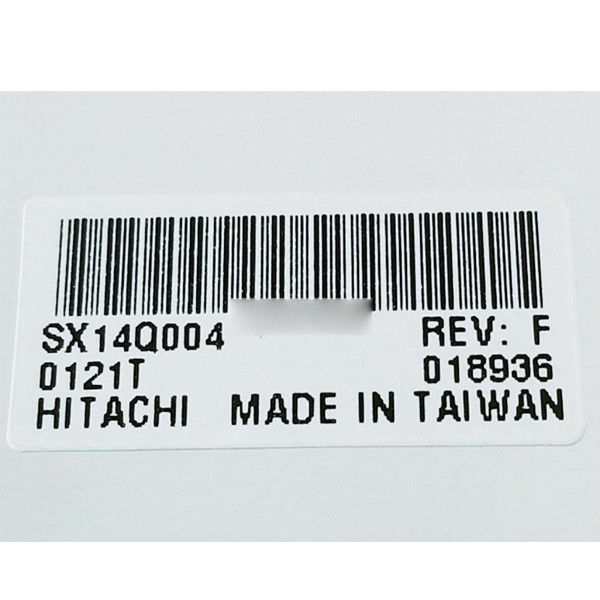 SX14Q004 REV: F
0121T 018936
HITACHI MADE IN TAIWAN